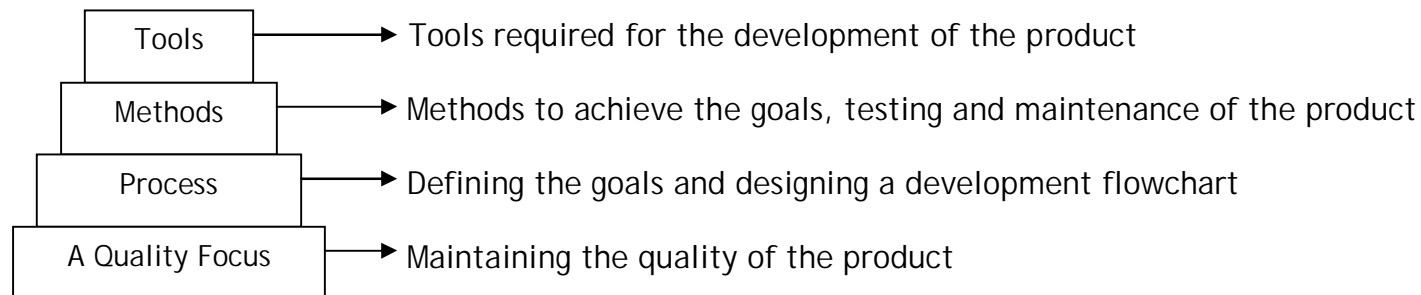 Tools Tools required for the development of the product
Methods Methods to achieve the goals, testing and maintenance of the product
Process Defining the goals and designing a development flowchart
A Quality Focus Maintaining the quality of the product